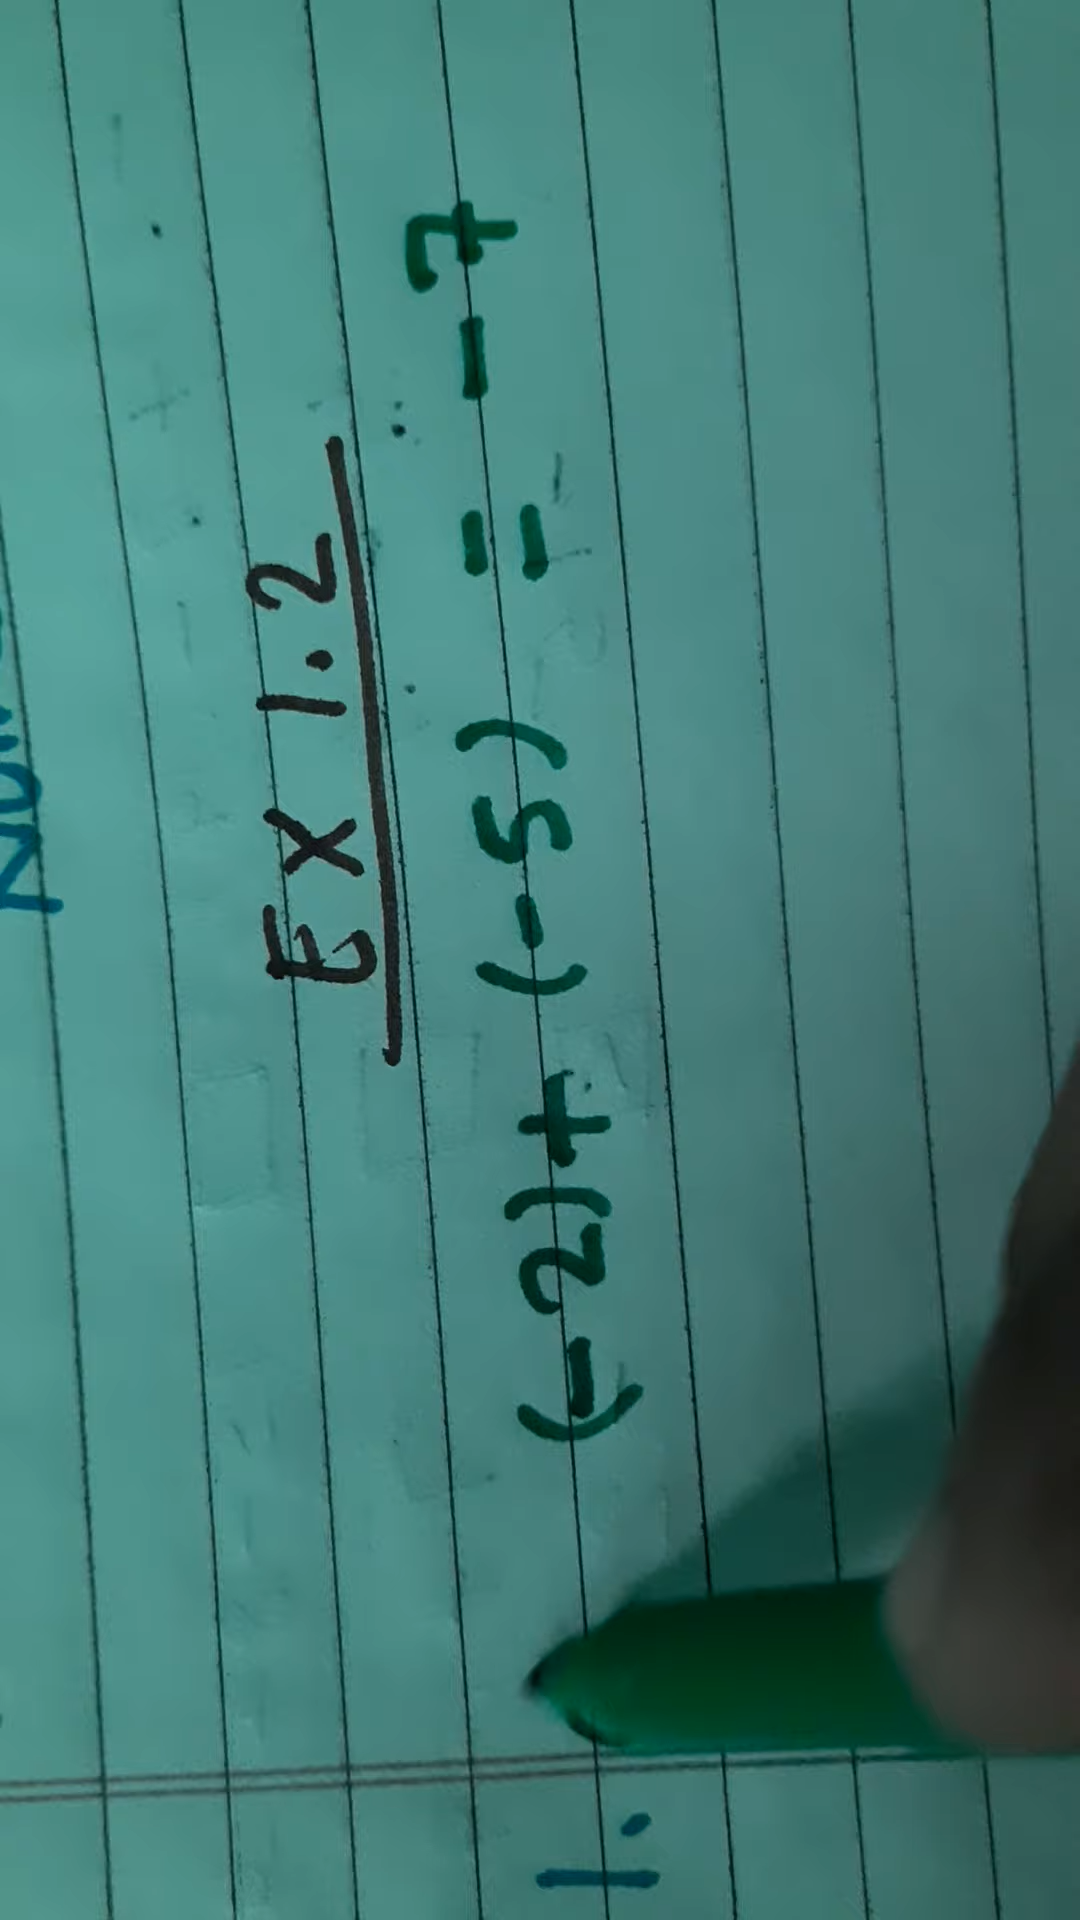 Ex 1.2
1. (-2)+(-5) = -7